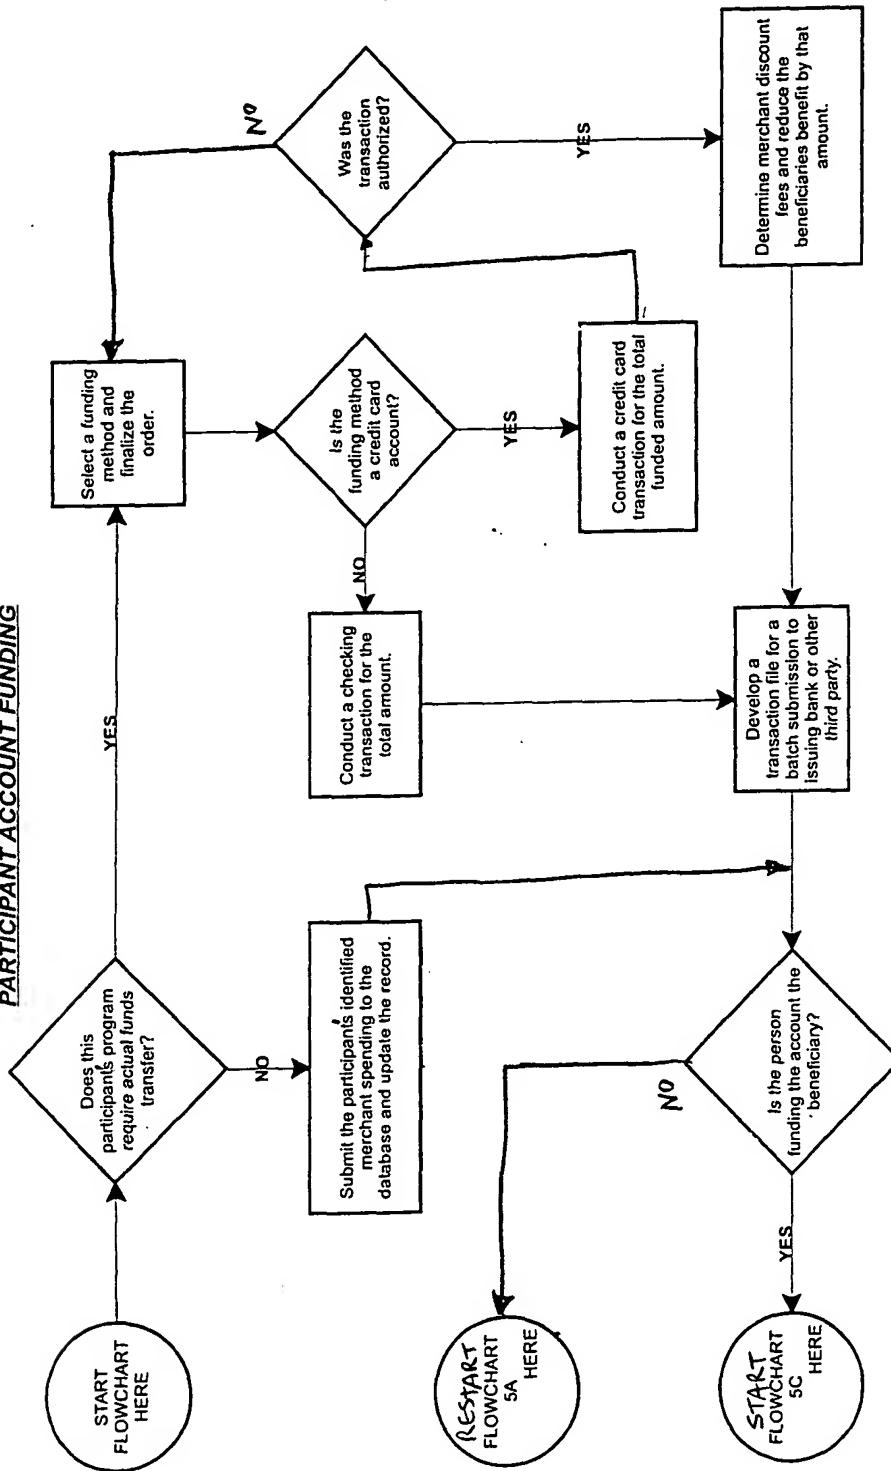 PARTICIPANT ACCOUNT FUNDING
START
FLOWCHART
HERE
Does this
participant's program
require actual funds
transfer?
YES
NO
Select a funding
method and
finalize the
order.
Submit the participants' identified
merchant spending to the
database and update the record.
Is the
funding method
a credit card
account?
NO
YES
Conduct a checking
transaction for the
total amount.
Conduct a credit card
transaction for the total
funded amount.
Was the
transaction
authorized?
NO
YES
Determine merchant discount
fees and reduce the
beneficiaries benefit by that
amount.
Develop a
transaction file for a
batch submission to
issuing bank or other
third party.
Is the person
funding the account the
beneficiary?
NO
YES
RESTART
FLOWCHART
5A
HERE
START
FLOWCHART
5C
HERE